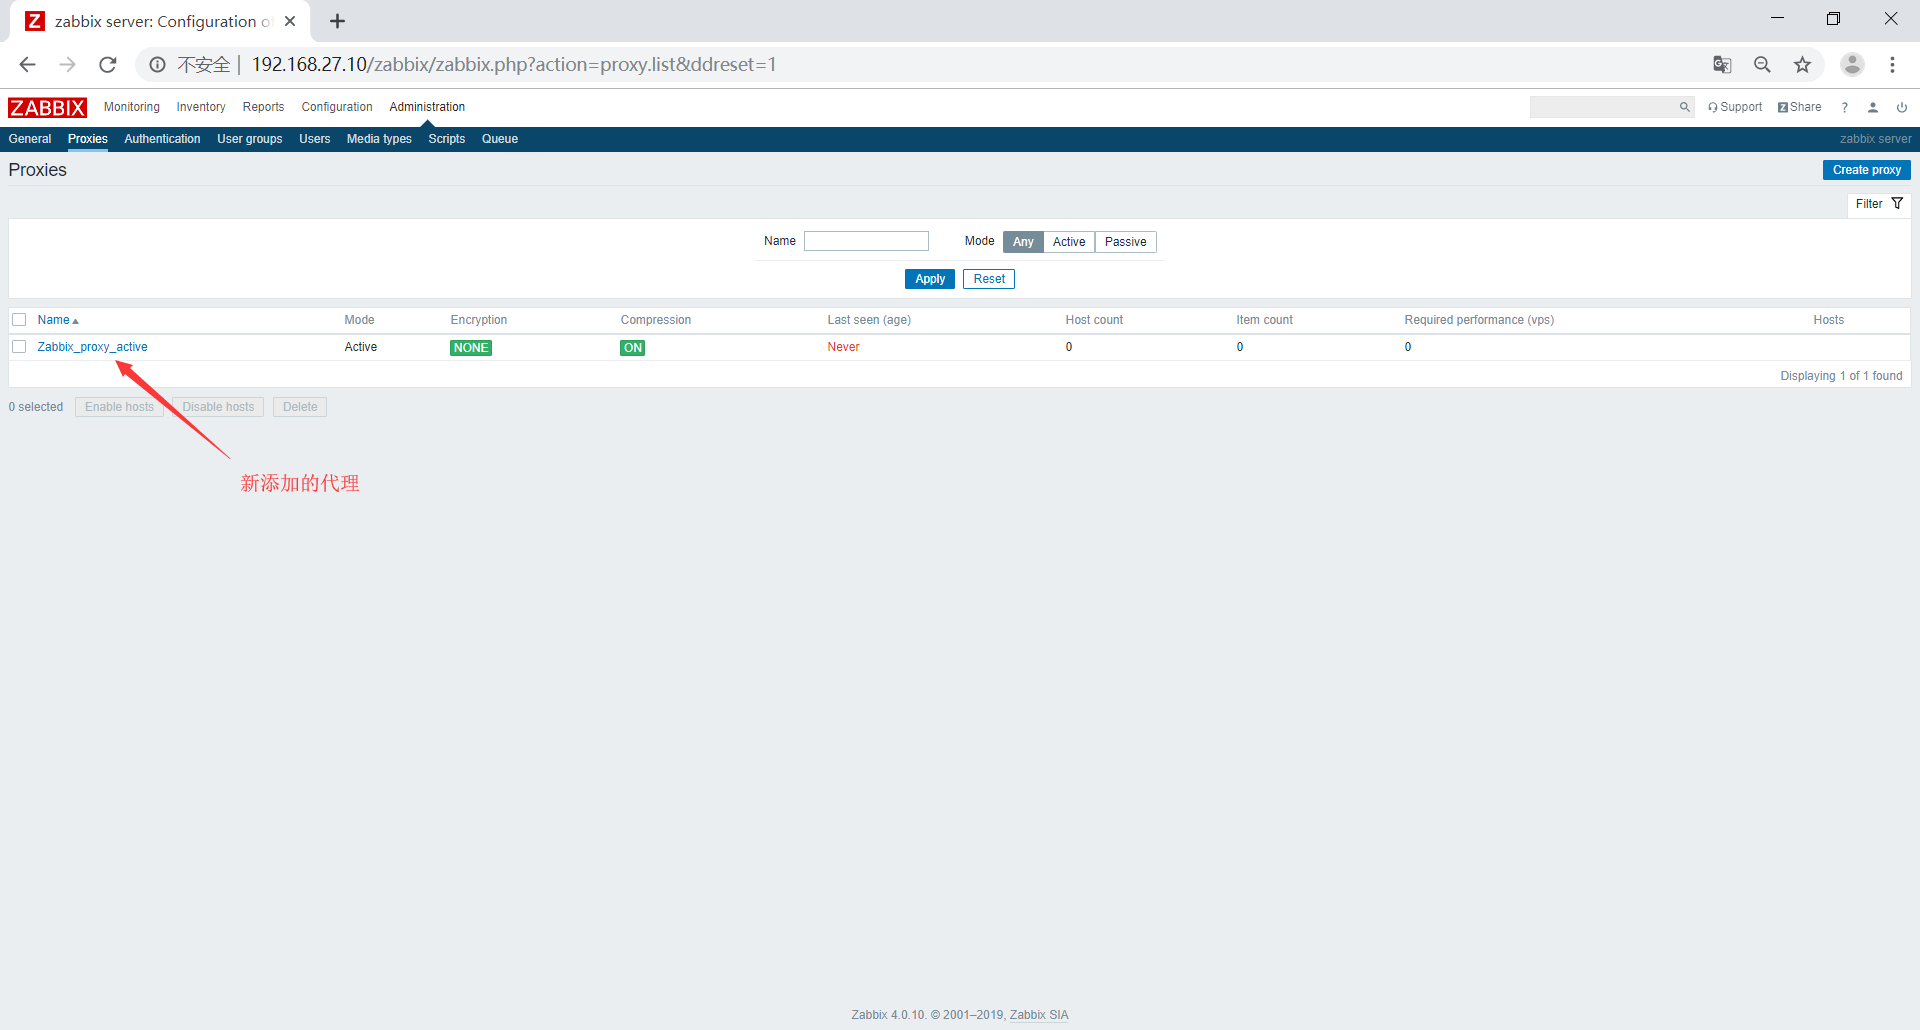 Z zabbix server: Configuration o
不安全 | 192.168.27.10/zabbix/zabbix.php?action=proxy.list&ddreset=1
ZABBIX Monitoring Inventory Reports Configuration Administration Support Z Share ?
General Proxies Authentication User groups Users Media types Scripts Queue zabbix server
Proxies Create proxy
Filter
Name Mode Any Active Passive
Apply Reset
Name Mode Encryption Compression Last seen (age) Host count Item count Required performance (vps) Hosts
Zabbix_proxy_active Active NONE ON Never 0 0 0
Displaying 1 of 1 found
0 selected Enable hosts Disable hosts Delete
新添加的代理
Zabbix 4.0.10. © 2001–2019, Zabbix SIA